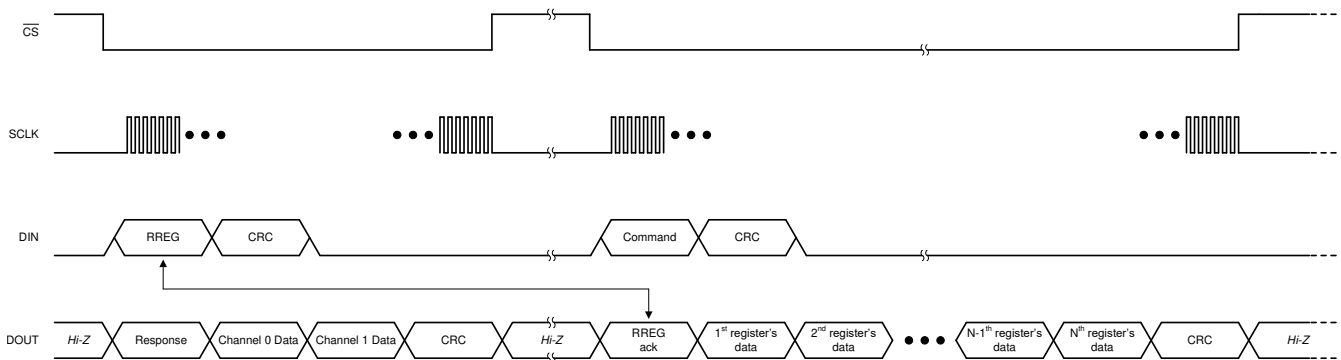 CS
SCLK
DIN
RREG
CRC
Command
CRC
DOUT
Hi-Z
Response
Channel 0 Data
Channel 1 Data
CRC
Hi-Z
RREG
ack
1st register's
data
2nd register's
data
N-1th register's
data
Nth register's
data
CRC
Hi-Z